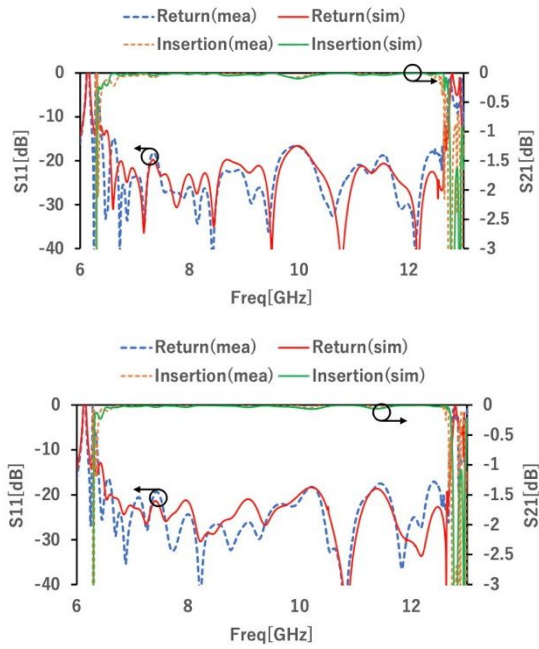 Return(mea) Return(sim)
Insertion(mea) Insertion(sim)
0 0
-0.5
-10
-1
-20 -1.5
-2
-30
-2.5
-40 -3
S11[dB]
S21[dB]
6 8 10 12
Freq[GHz]
Return(mea) Return(sim)
Insertion(mea) Insertion(sim)
0 0
-0.5
-10
-1
-20 -1.5
-2
-30
-2.5
-40 -3
S11[dB]
S21[dB]
6 8 10 12
Freq[GHz]